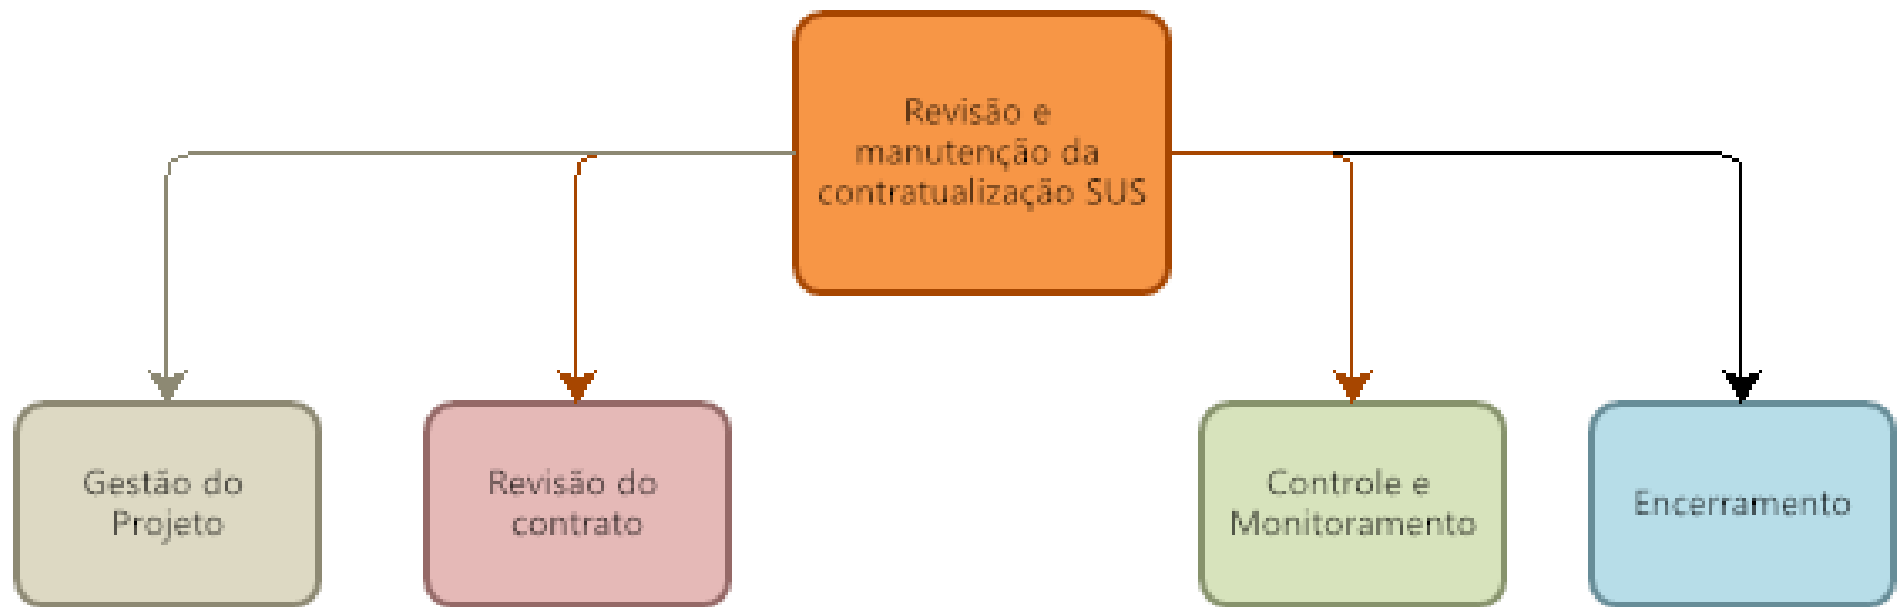 Revisão e
manutenção da
contratualização SUS
Gestão do
Projeto
Revisão do
contrato
Controle e
Monitoramento
Encerramento